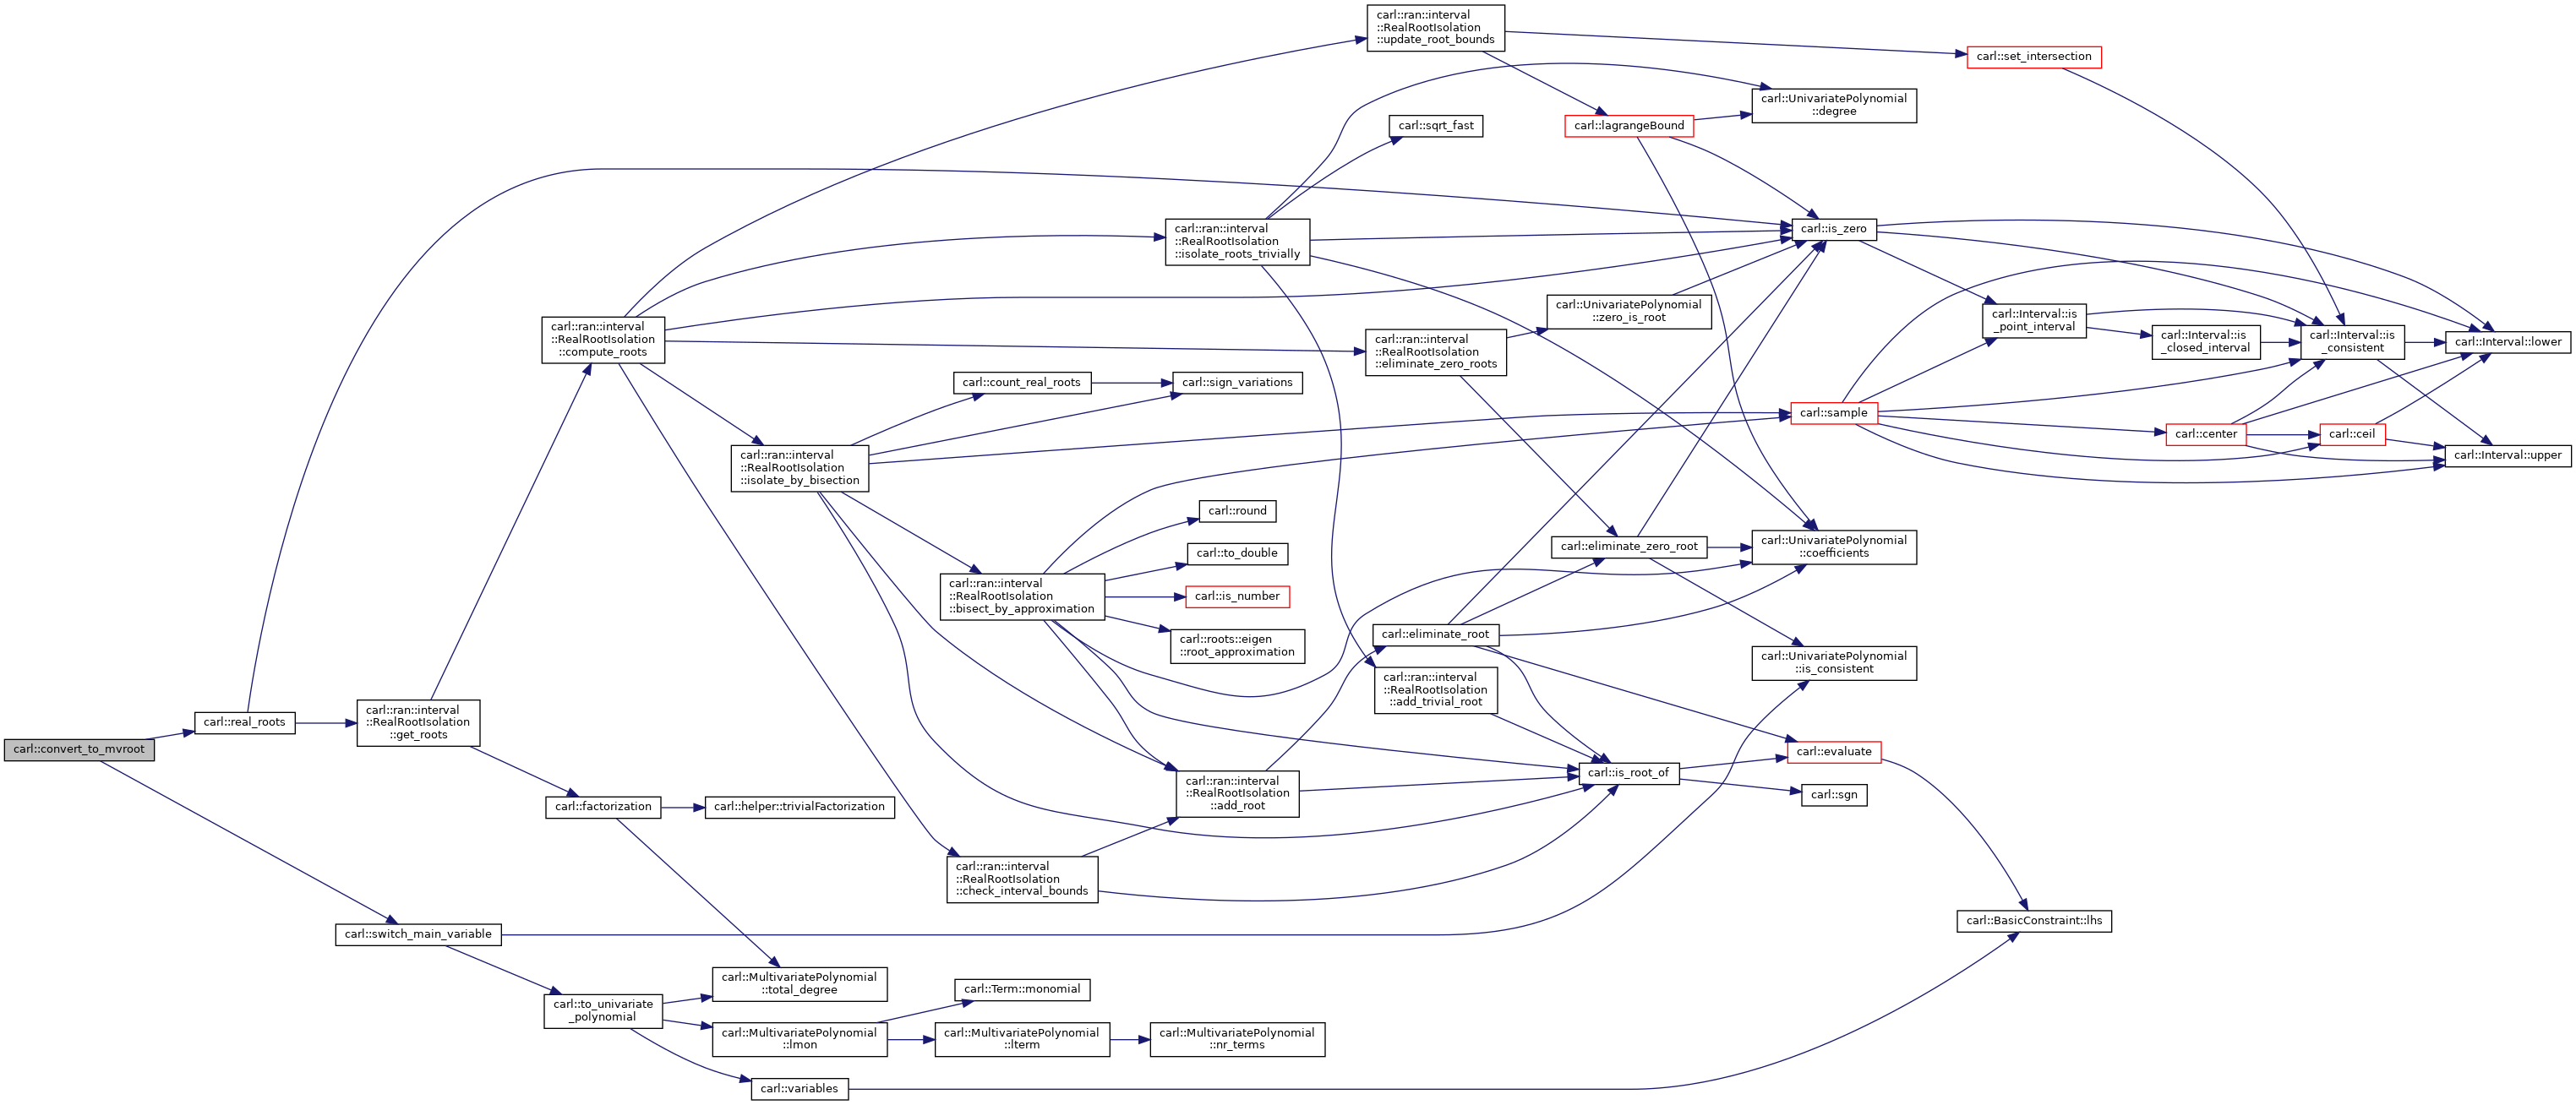 carl::convert_to_mvroot
carl::real_roots
carl::ran::interval
::RealRootIsolation
::get_roots
carl::switch_main_variable
carl::ran::interval
::RealRootIsolation
::compute_roots
carl::factorization
carl::to_univariate
_polynomial
carl::ran::interval
::RealRootIsolation
::isolate_by_bisection
carl::helper::trivialFactorization
carl::MultivariatePolynomial
::total_degree
carl::MultivariatePolynomial
::lmon
carl::variables
carl::count_real_roots
carl::ran::interval
::RealRootIsolation
::bisect_by_approximation
carl::ran::interval
::RealRootIsolation
::check_interval_bounds
carl::Term::monomial
carl::MultivariatePolynomial
::lterm
carl::ran::interval
::RealRootIsolation
::isolate_roots_trivially
carl::sign_variations
carl::round
carl::to_double
carl::is_number
carl::roots::eigen
::root_approximation
carl::ran::interval
::RealRootIsolation
::add_root
carl::MultivariatePolynomial
::nr_terms
carl::ran::interval
::RealRootIsolation
::update_root_bounds
carl::sqrt_fast
carl::ran::interval
::RealRootIsolation
::eliminate_zero_roots
carl::eliminate_root
carl::ran::interval
::RealRootIsolation
::add_trivial_root
carl::lagrangeBound
carl::UnivariatePolynomial
::zero_is_root
carl::eliminate_zero_root
carl::is_root_of
carl::UnivariatePolynomial
::degree
carl::is_zero
carl::sample
carl::UnivariatePolynomial
::coefficients
carl::UnivariatePolynomial
::is_consistent
carl::evaluate
carl::sgn
carl::set_intersection
carl::Interval::is
_point_interval
carl::BasicConstraint::lhs
carl::Interval::is
_closed_interval
carl::center
carl::Interval::is
_consistent
carl::ceil
carl::Interval::lower
carl::Interval::upper